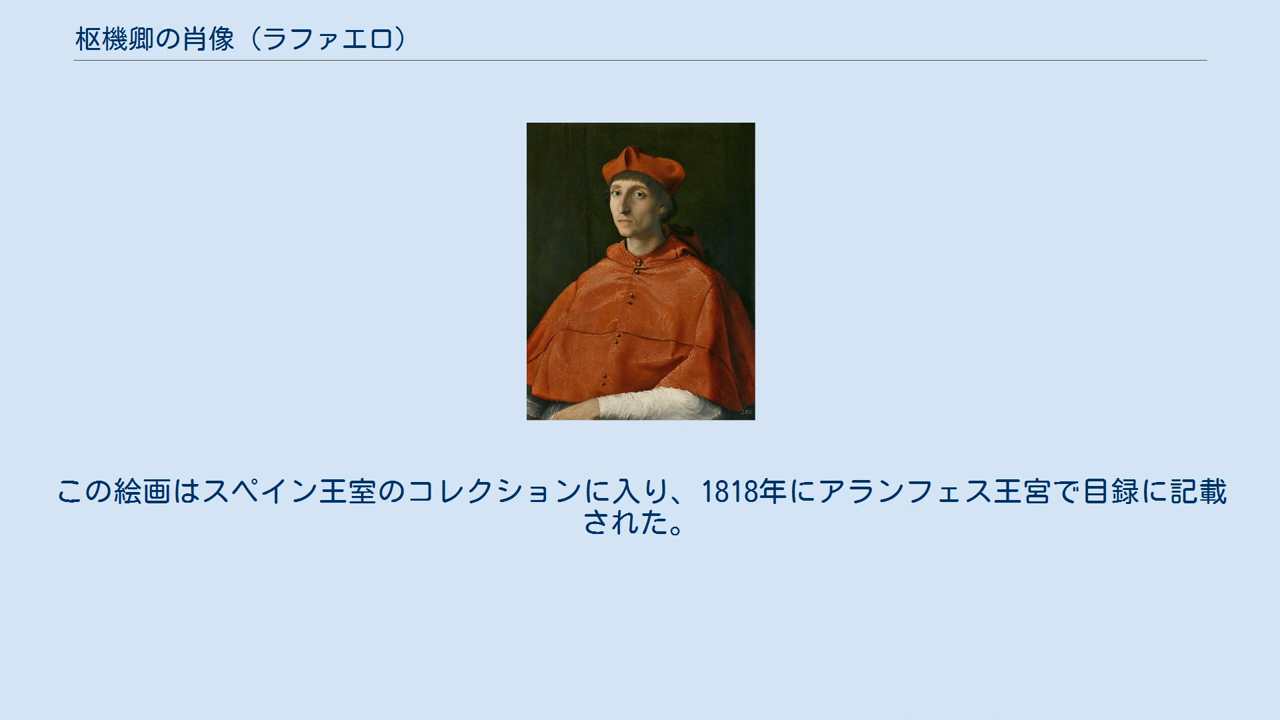 枢機卿の肖像（ラファエロ）
この絵画はスペイン王室のコレクションに入り、1818年にアランフェス王宮で目録に記載
された。